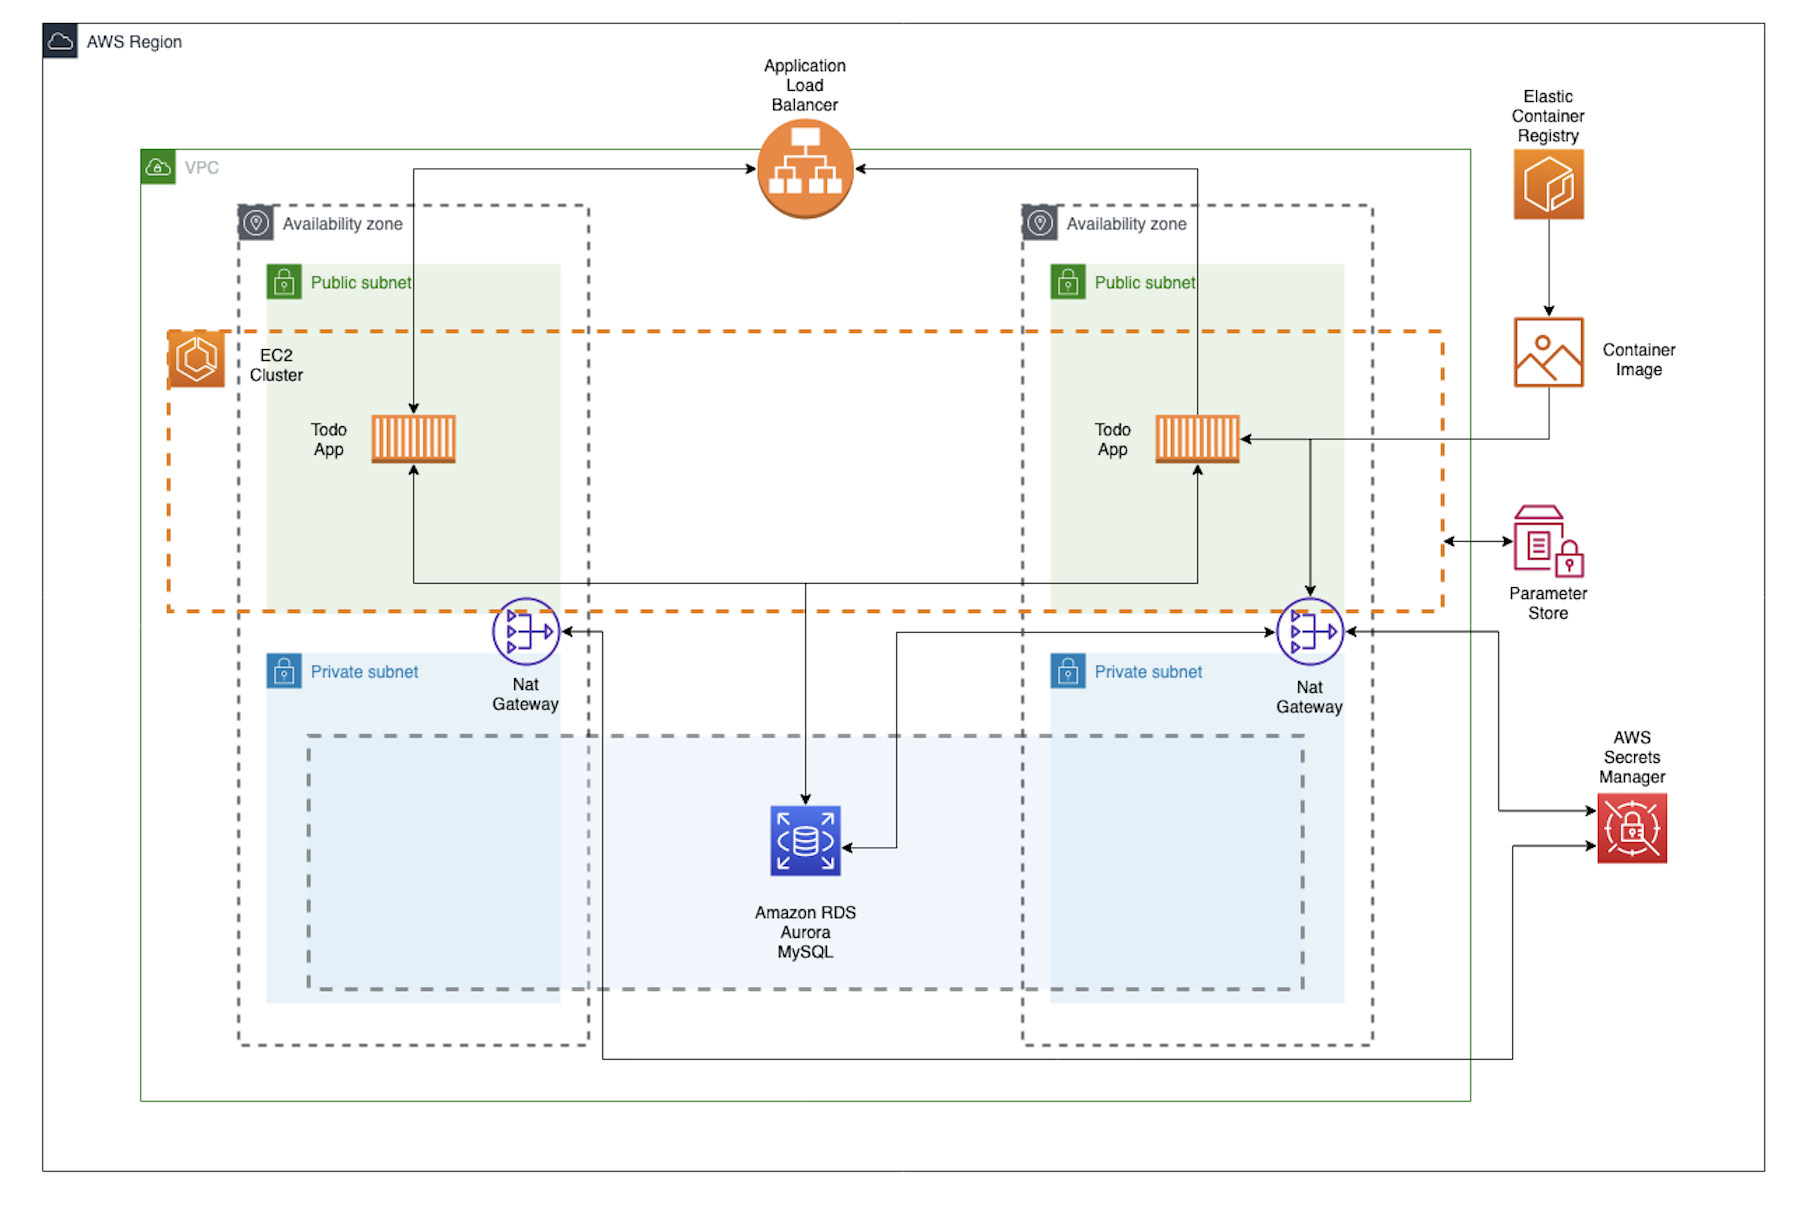 AWS Region
Application
Load
Balancer
Elastic
Container
Registry
VPC
Availability zone
Availability zone
Public subnet
Public subnet
EC2
Cluster
Container
Image
Todo
App
Todo
App
Parameter
Store
Private subnet
Nat
Gateway
Private subnet
Nat
Gateway
AWS
Secrets
Manager
Amazon RDS
Aurora
MySQL